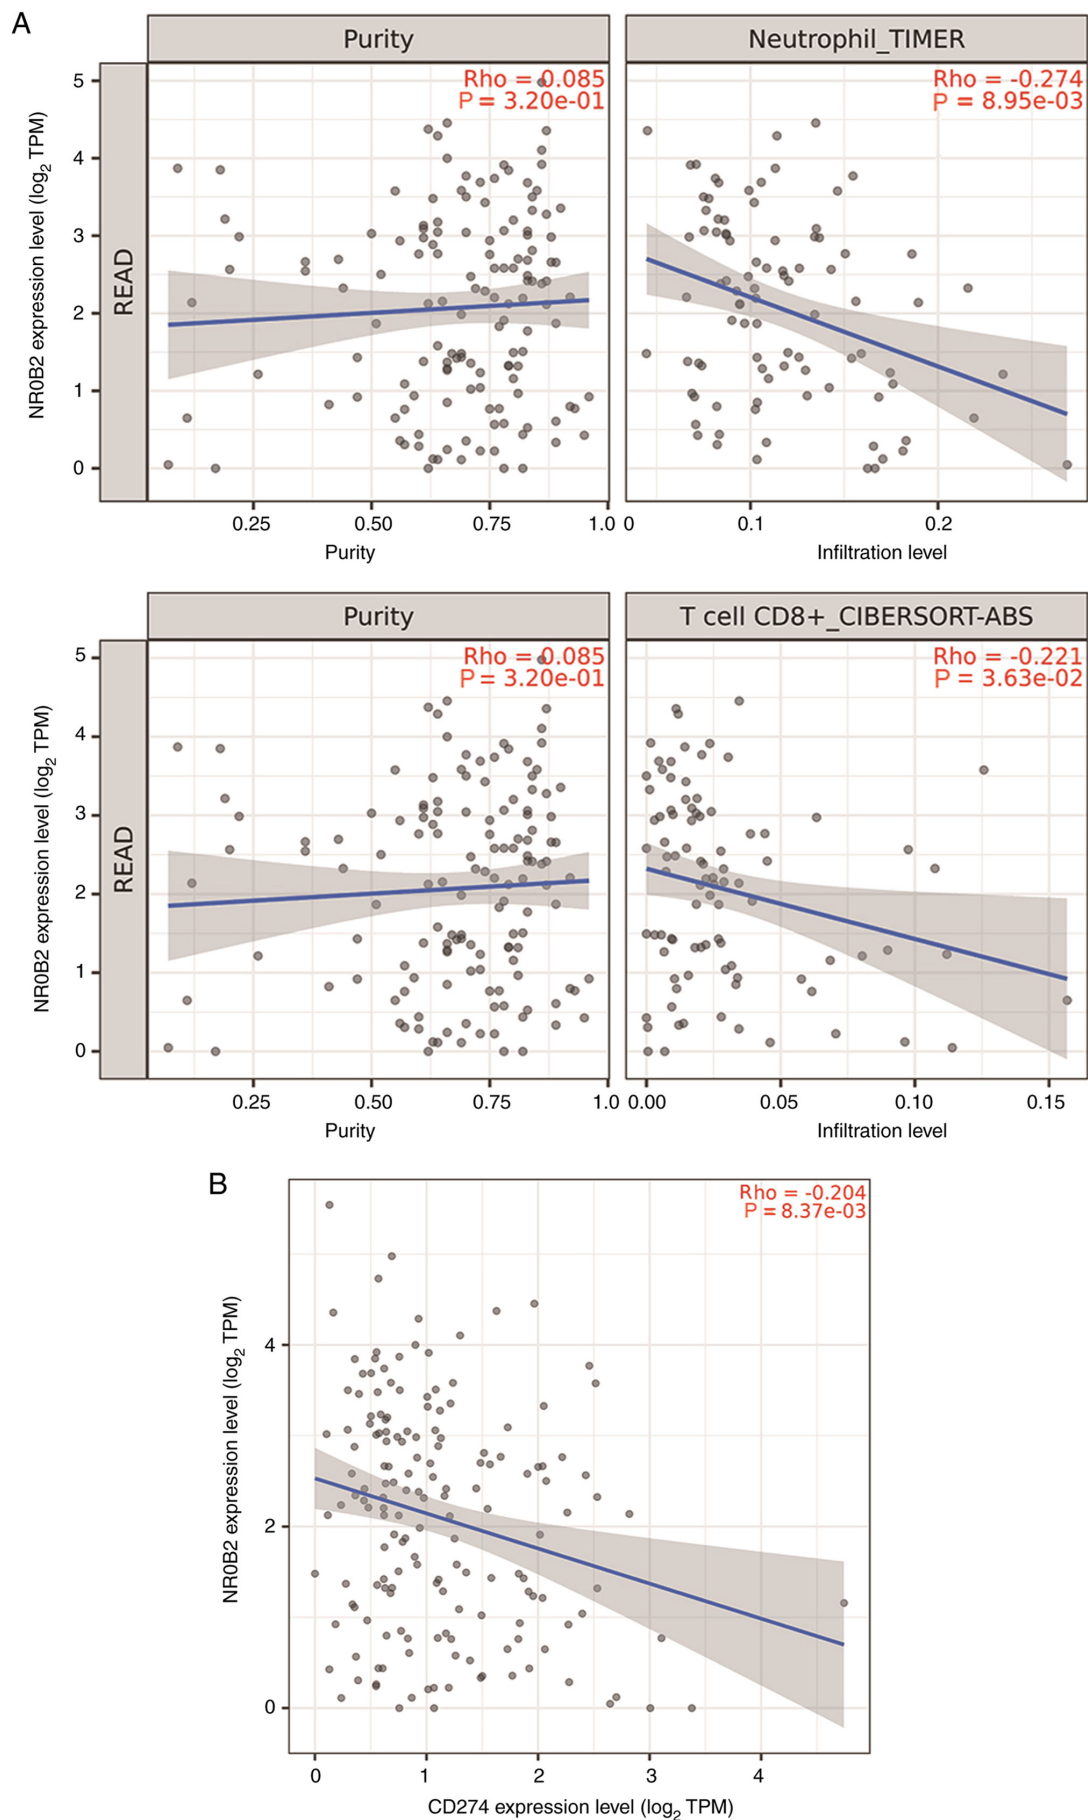 A
Purity
Neutrophil_TIMER
READ
NR0B2 expression level (log2 TPM)
5
4
3
2
1
0
Rho = 0.085
P = 3.20e-01
Rho = -0.274
P = 8.95e-03
0.25
0.50
0.75
1.0
0
0.1
0.2
Purity
Infiltration level
Purity
T cell CD8+_CIBERSORT-ABS
READ
NR0B2 expression level (log2 TPM)
5
4
3
2
1
0
Rho = 0.085
P = 3.20e-01
Rho = -0.221
P = 3.63e-02
0.25
0.50
0.75
1.0
0.00
0.05
0.10
0.15
Purity
Infiltration level
B
Rho = -0.204
P = 8.37e-03
NR0B2 expression level (log2 TPM)
4
2
0
0
1
2
3
4
CD274 expression level (log2 TPM)